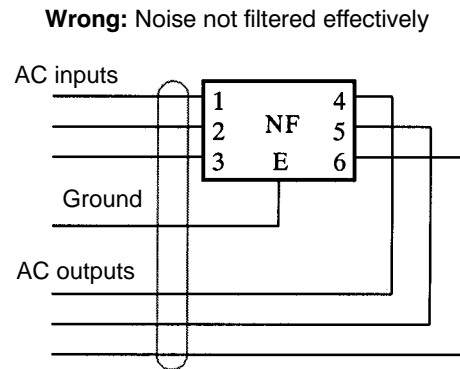 Wrong: Noise not filtered effectively
AC inputs
1 4
2 NF 5
3 E 6
Ground
AC outputs